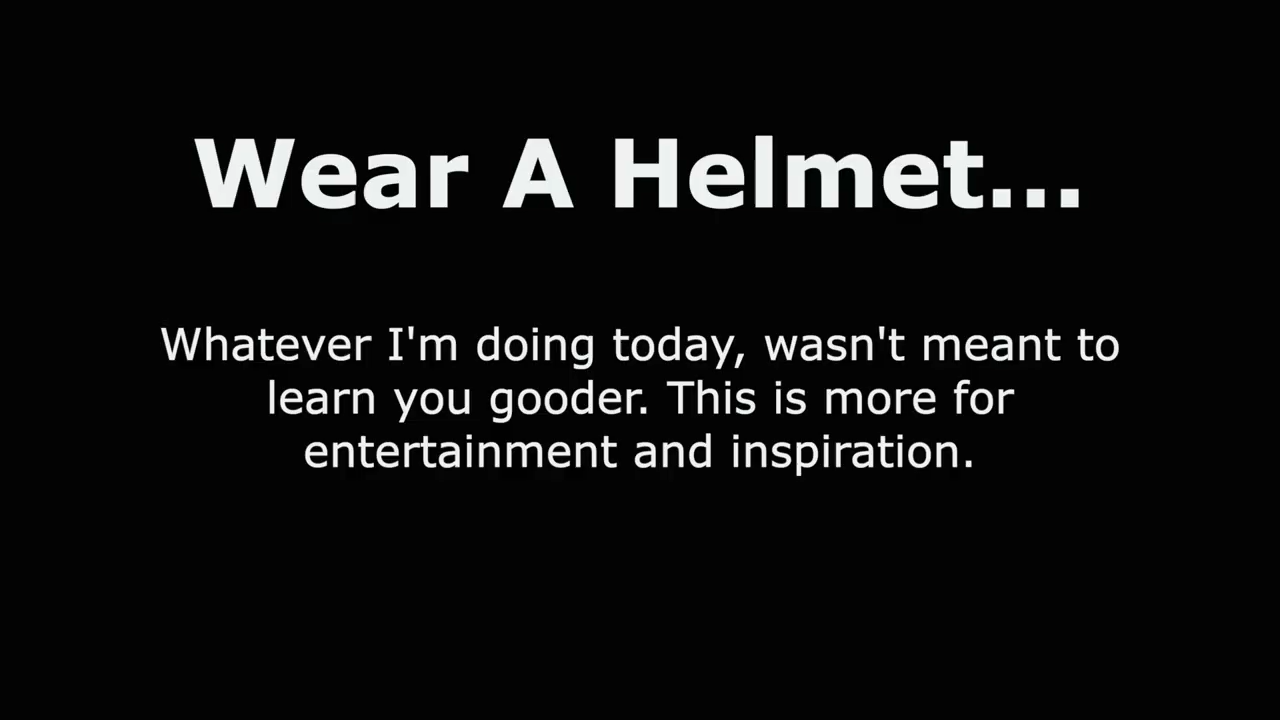 Wear A Helmet...
Whatever I'm doing today, wasn't meant to
learn you gooder. This is more for
entertainment and inspiration.